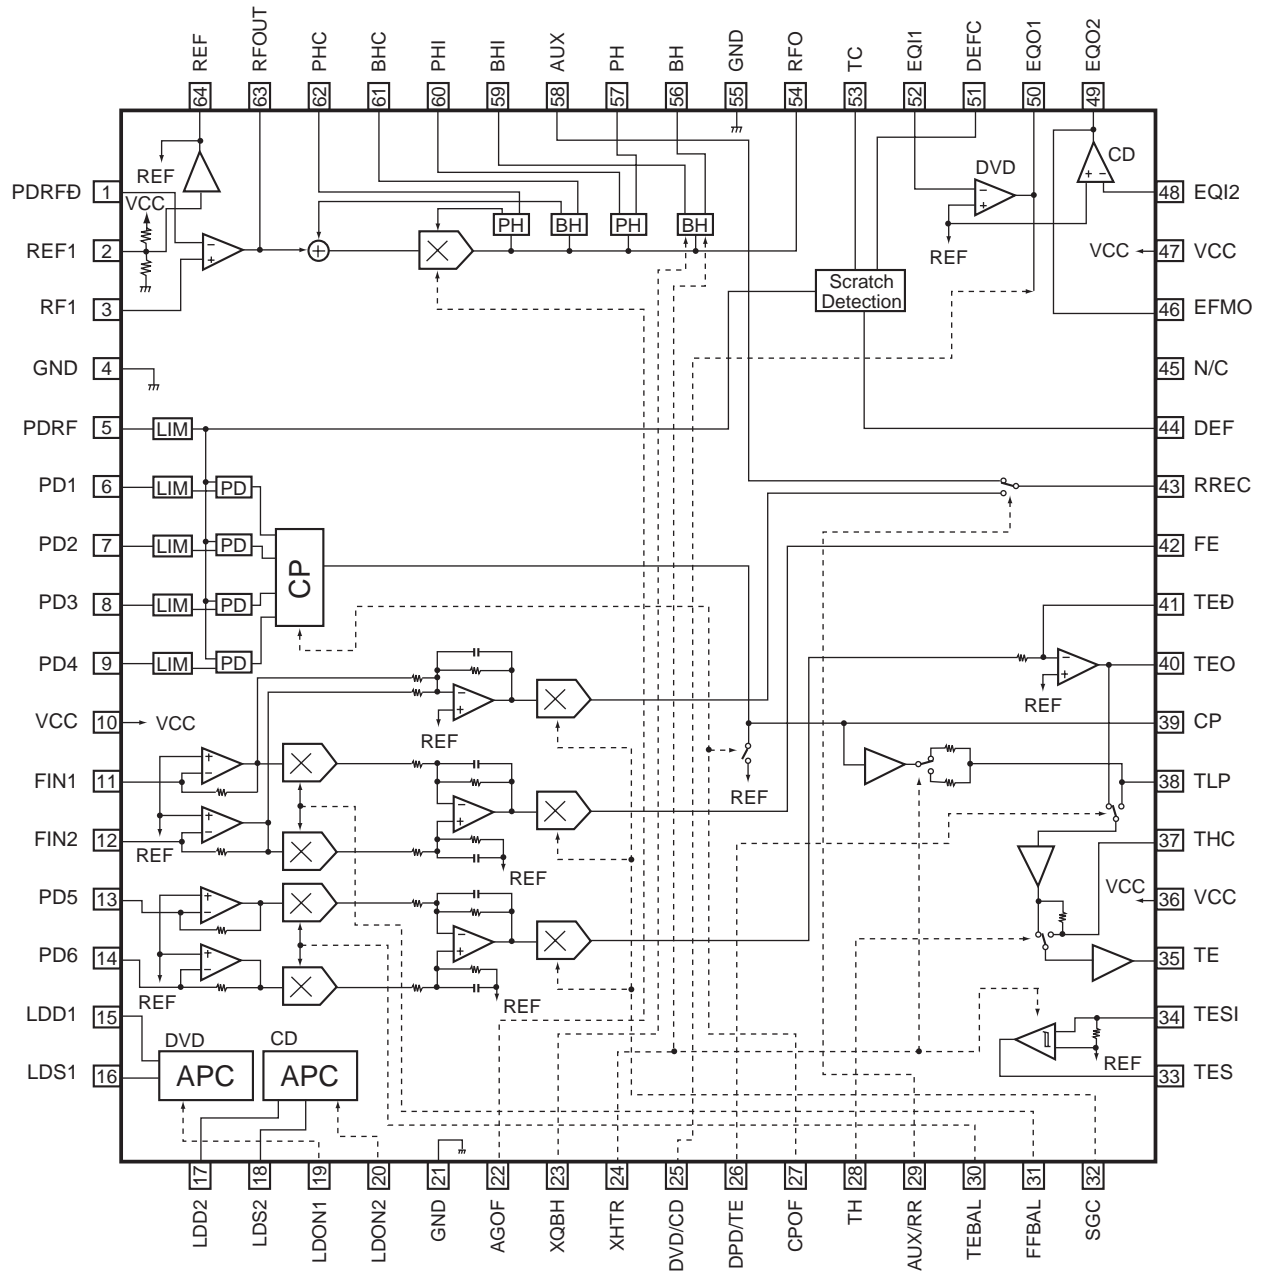 REF
RFOUT
PHC
BHC
PHI
BHI
AUX
PH
BH
GND
RFO
TC
EQI1
DEFC
EQO1
EQO2
64
63
62
61
60
59
58
57
56
55
54
53
52
51
50
49
PDRFÐ 1
REF1 2
RF1 3
GND 4
PDRF 5
PD1 6
PD2 7
PD3 8
PD4 9
VCC 10
FIN1 11
FIN2 12
PD5 13
PD6 14
LDD1 15
LDS1 16
REF
VCC
PH
BH
PH
BH
DVD
CD
REF
Scratch
Detection
LIM
LIM PD
LIM PD
LIM PD
LIM PD
CP
VCC
REF
REF
REF
REF
REF
REF
REF
VCC
REF
DVD
APC
CD
APC
48 EQI2
VCC 47 VCC
46 EFMO
45 N/C
44 DEF
43 RREC
42 FE
41 TEÐ
40 TEO
39 CP
38 TLP
37 THC
36 VCC
35 TE
34 TESI
33 TES
17
18
19
20
21
22
23
24
25
26
27
28
29
30
31
32
LDD2
LDS2
LDON1
LDON2
GND
AGOF
XQBH
XHTR
DVD/CD
DPD/TE
CPOF
TH
AUX/RR
TEBAL
FFBAL
SGC